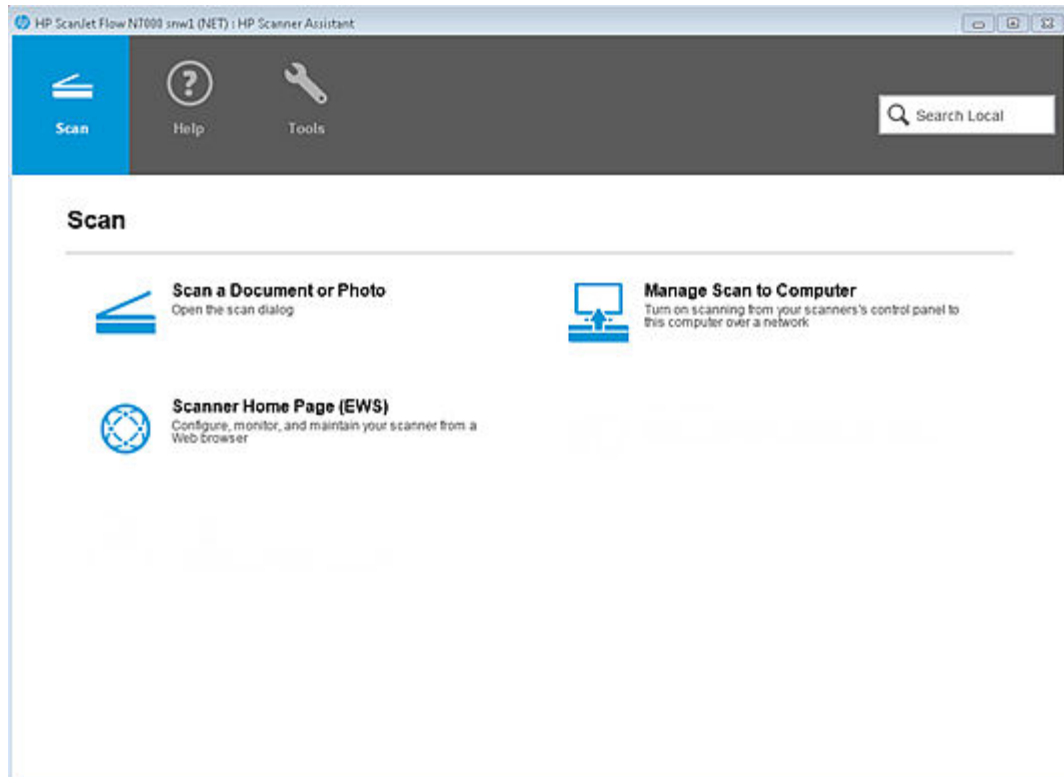 HP ScanJet Flow N7000 snw1 (NET) : HP Scanner Assistant
Scan
Help
Tools
Search Local
Scan
Scan a Document or Photo
Open the scan dialog
Manage Scan to Computer
Turn on scanning from your scanners's control panel to
this computer over a network
Scanner Home Page (EWS)
Configure, monitor, and maintain your scanner from a
Web browser